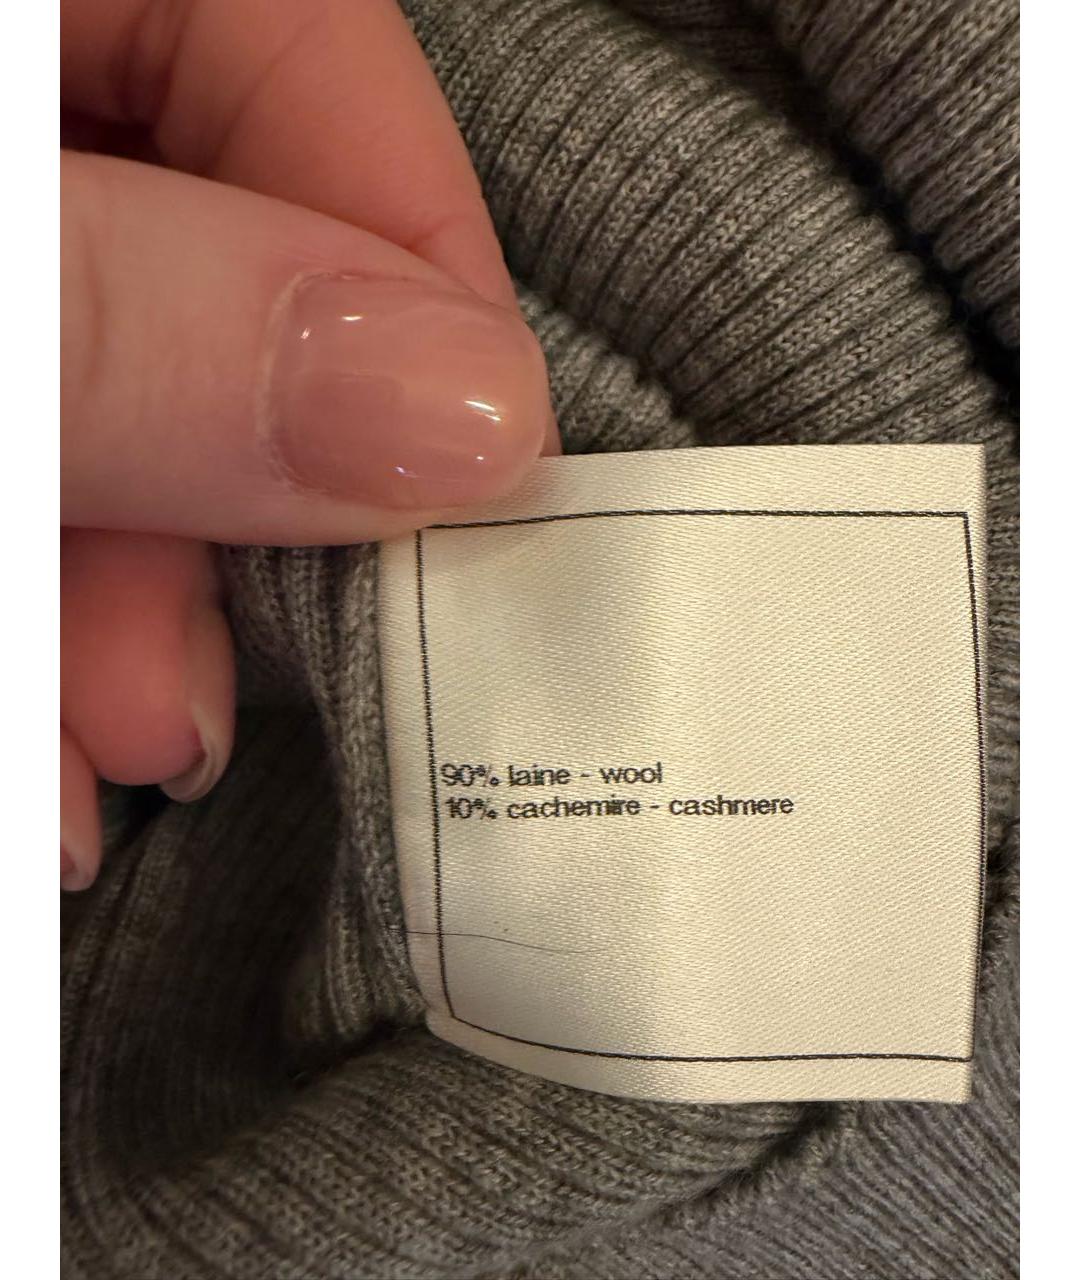 90% laine - wool
10% cachemire - cashmere